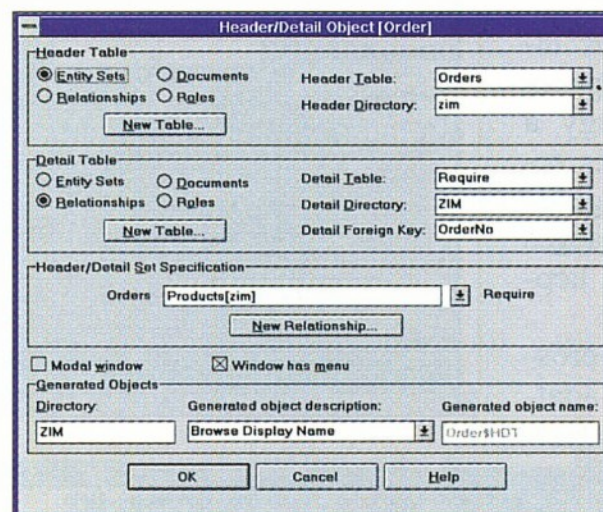 Header/Detail Object [Order]
Header Table
Entity Sets
Documents
Relationships
Roles
New Table...
Header Table:
Orders
Header Directory:
zim
Detail Table
Entity Sets
Documents
Relationships
Roles
New Table...
Detail Table:
Require
Detail Directory:
ZIM
Detail Foreign Key:
OrderNo
Header/Detail Set Specification
Orders
Products[zim]
Require
New Relationship...
Modal window
Window has menu
Generated Objects
Directory:
Generated object description:
Generated object name:
ZIM
Browse Display Name
Order$HDT
OK
Cancel
Help